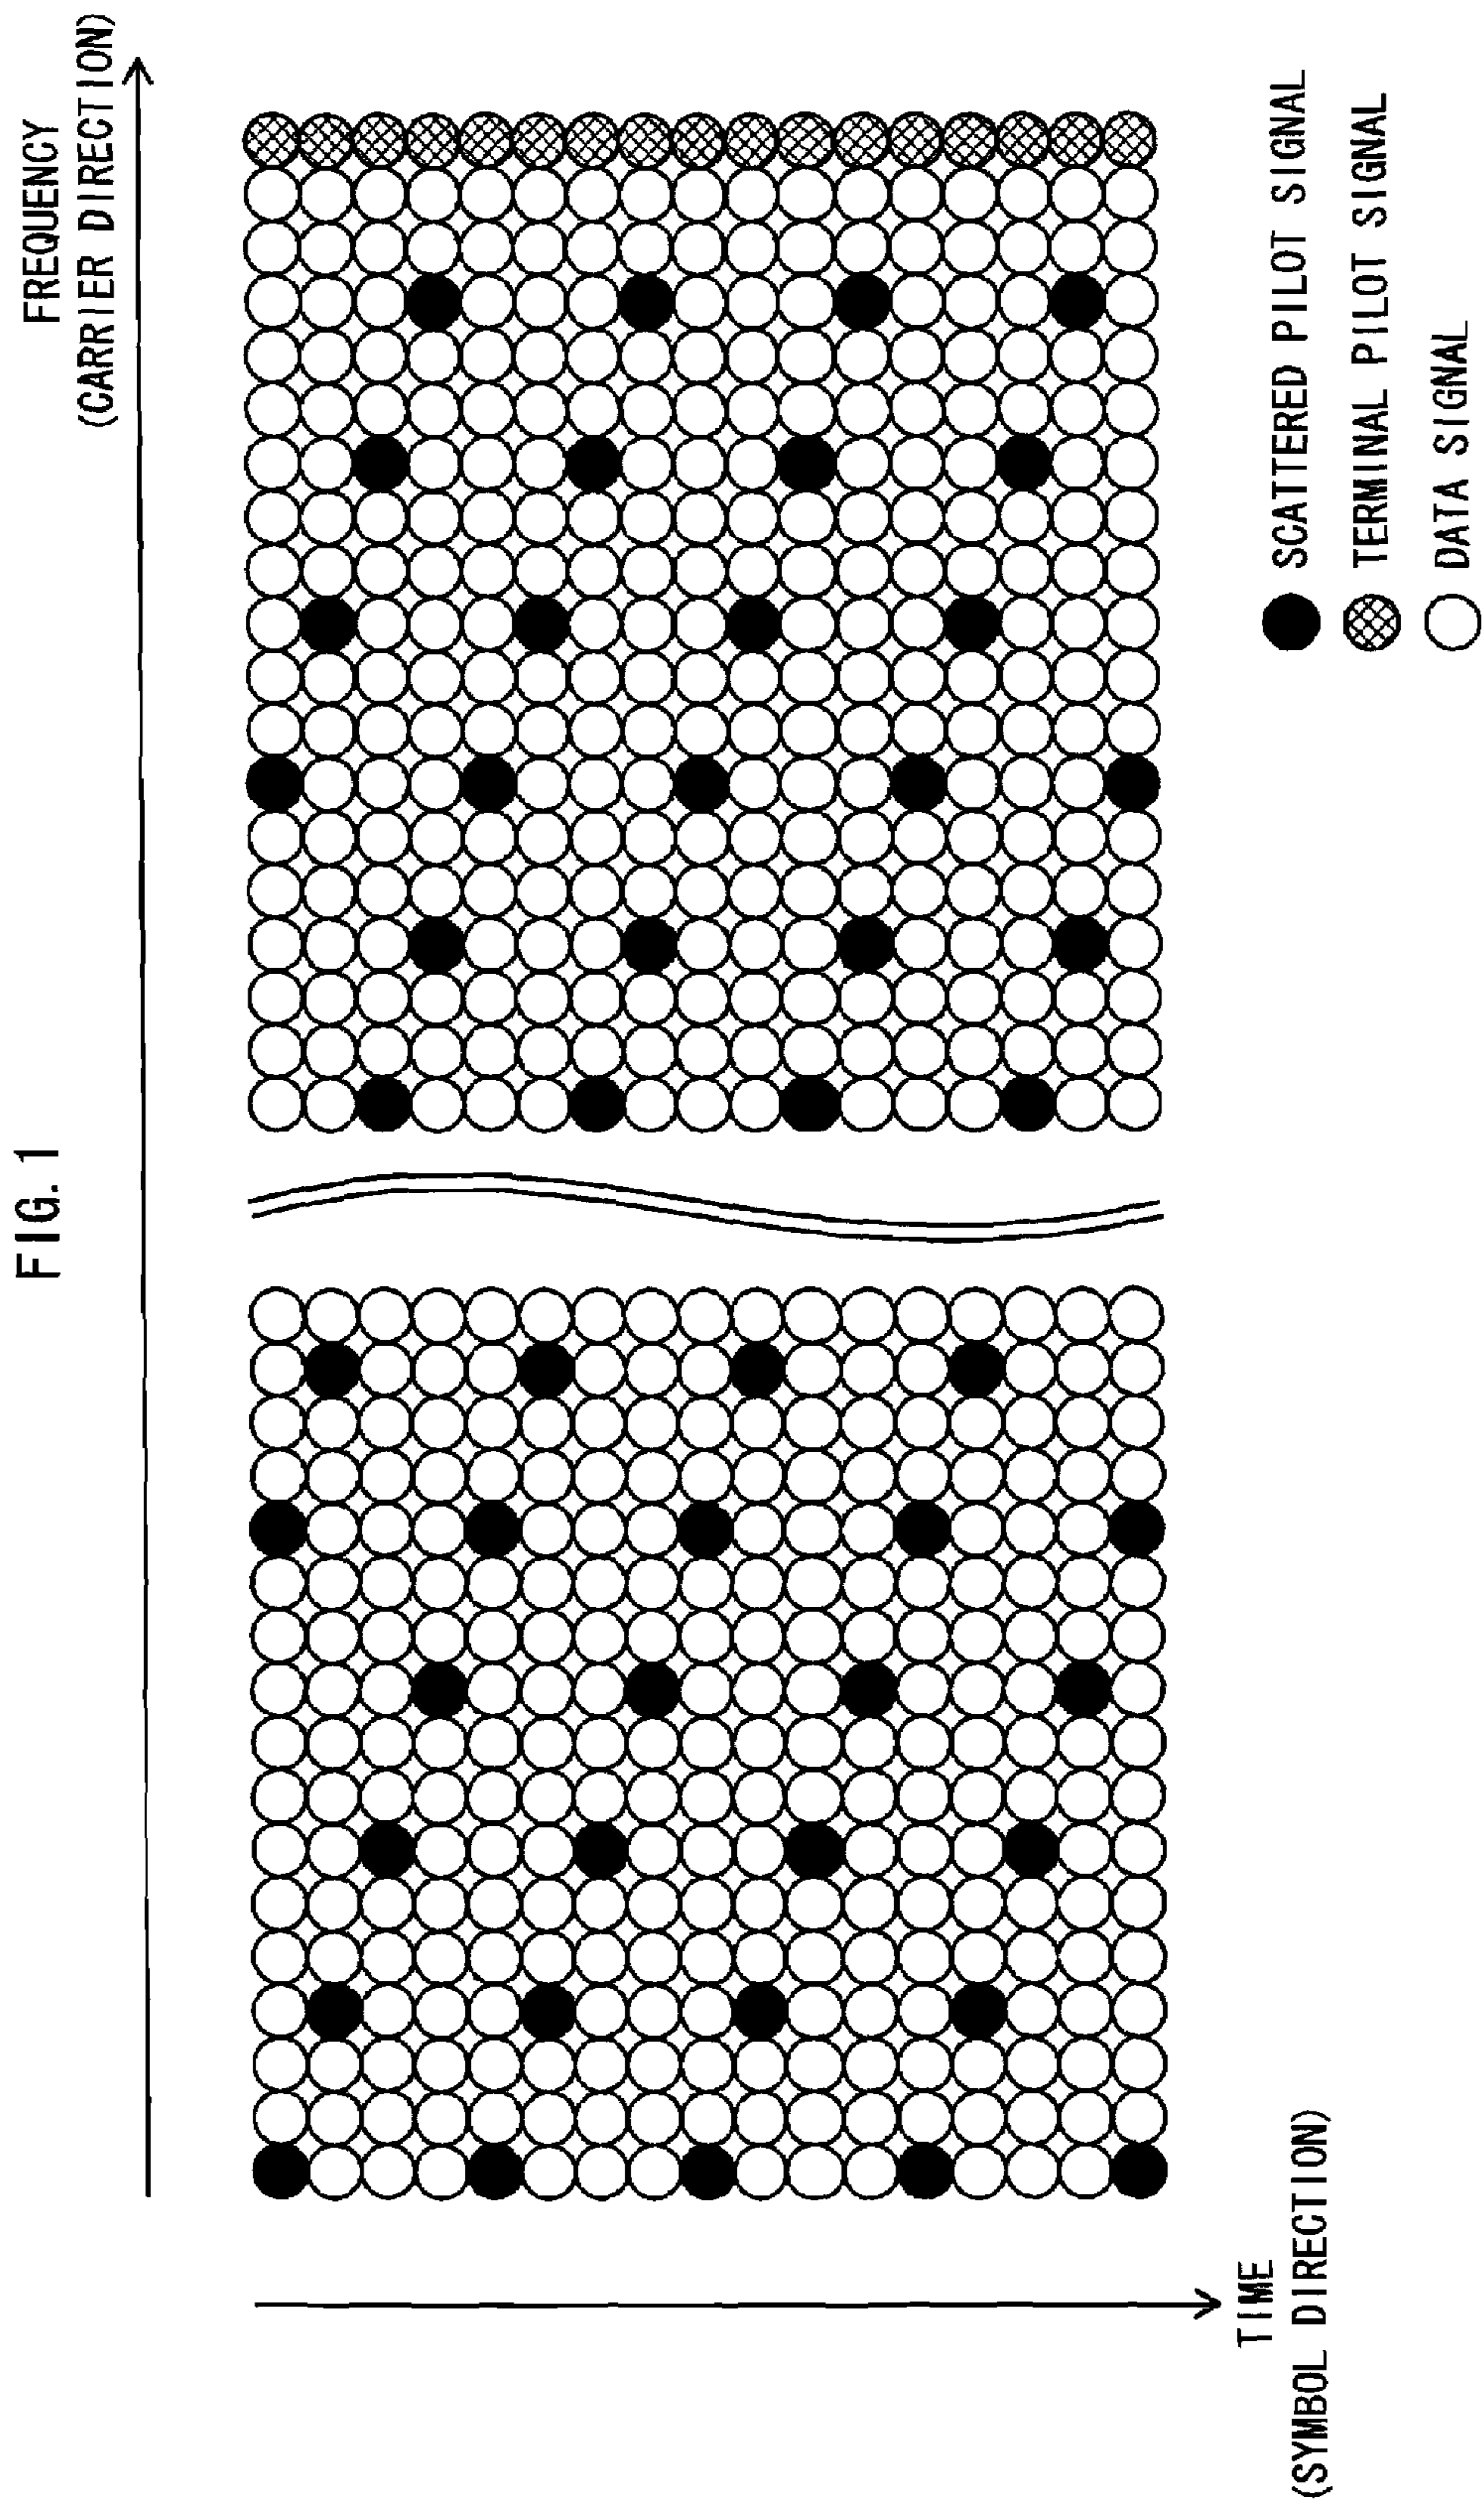 FIG. 1
FREQUENCY
(CARRIER DIRECTION)
TIME
(SYMBOL DIRECTION)
SCATTERED PILOT SIGNAL
TERMINAL PILOT SIGNAL
DATA SIGNAL